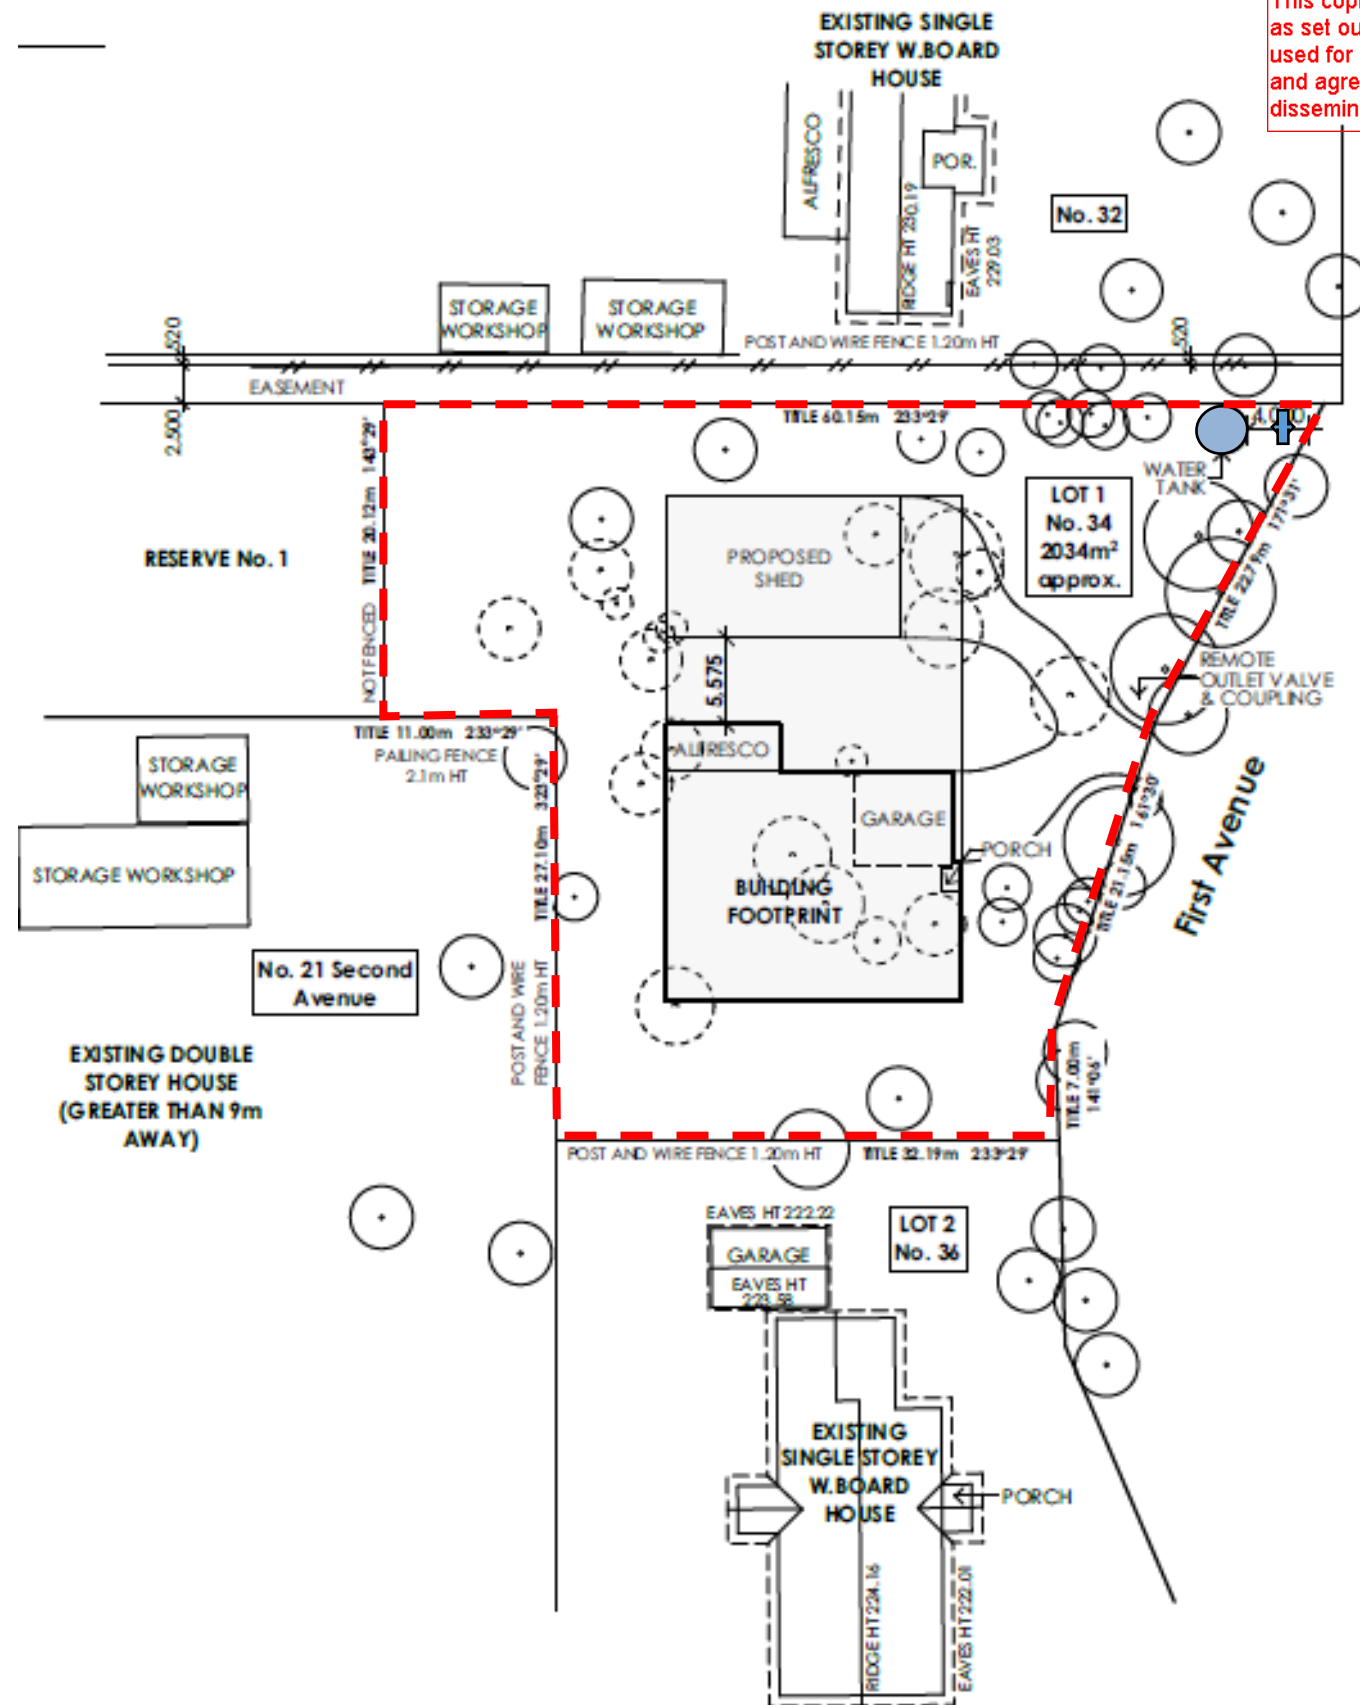 This copi
as set ou
used for
and agre
dissemin
EXISTING SINGLE
STOREY W.BOARD
HOUSE
ALFRESCO
POR.
RIDGE HT 230.19
EAVES HT
229.03
No. 32
STORAGE
WORKSHOP
STORAGE
WORKSHOP
POST AND WIRE FENCE 1.20m HT
520
520
EASEMENT
2,500
TITLE 60.15m 233°29'
TITLE 20.12m 143°29'
NOT FENCED
WATER
TANK
LOT 1
No. 34
2034m²
approx.
RESERVE No. 1
PROPOSED
SHED
TITLE 22.79m 171°31'
5.575
REMOTE
OUTLET VALVE
& COUPLING
TITLE 11.00m 233°29'
PAILING FENCE
2.1m HT
ALFRESCO
STORAGE
WORKSHOP
STORAGE WORKSHOP
TITLE 27.10m 323°29'
GARAGE
PORCH
BUILDING
FOOTPRINT
TITLE 21.15m 161°30'
First Avenue
No. 21 Second
Avenue
POST AND WIRE
FENCE 1.20m HT
EXISTING DOUBLE
STOREY HOUSE
(GREATER THAN 9m
AWAY)
TITLE 7.00m
141°06'
POST AND WIRE FENCE 1.20m HT
TITLE 32.19m 233°29'
EAVES HT 222.22
GARAGE
EAVES HT
223.58
LOT 2
No. 36
EXISTING
SINGLE STOREY
W.BOARD
HOUSE
PORCH
RIDGE HT 224.16
EAVES HT 222.01